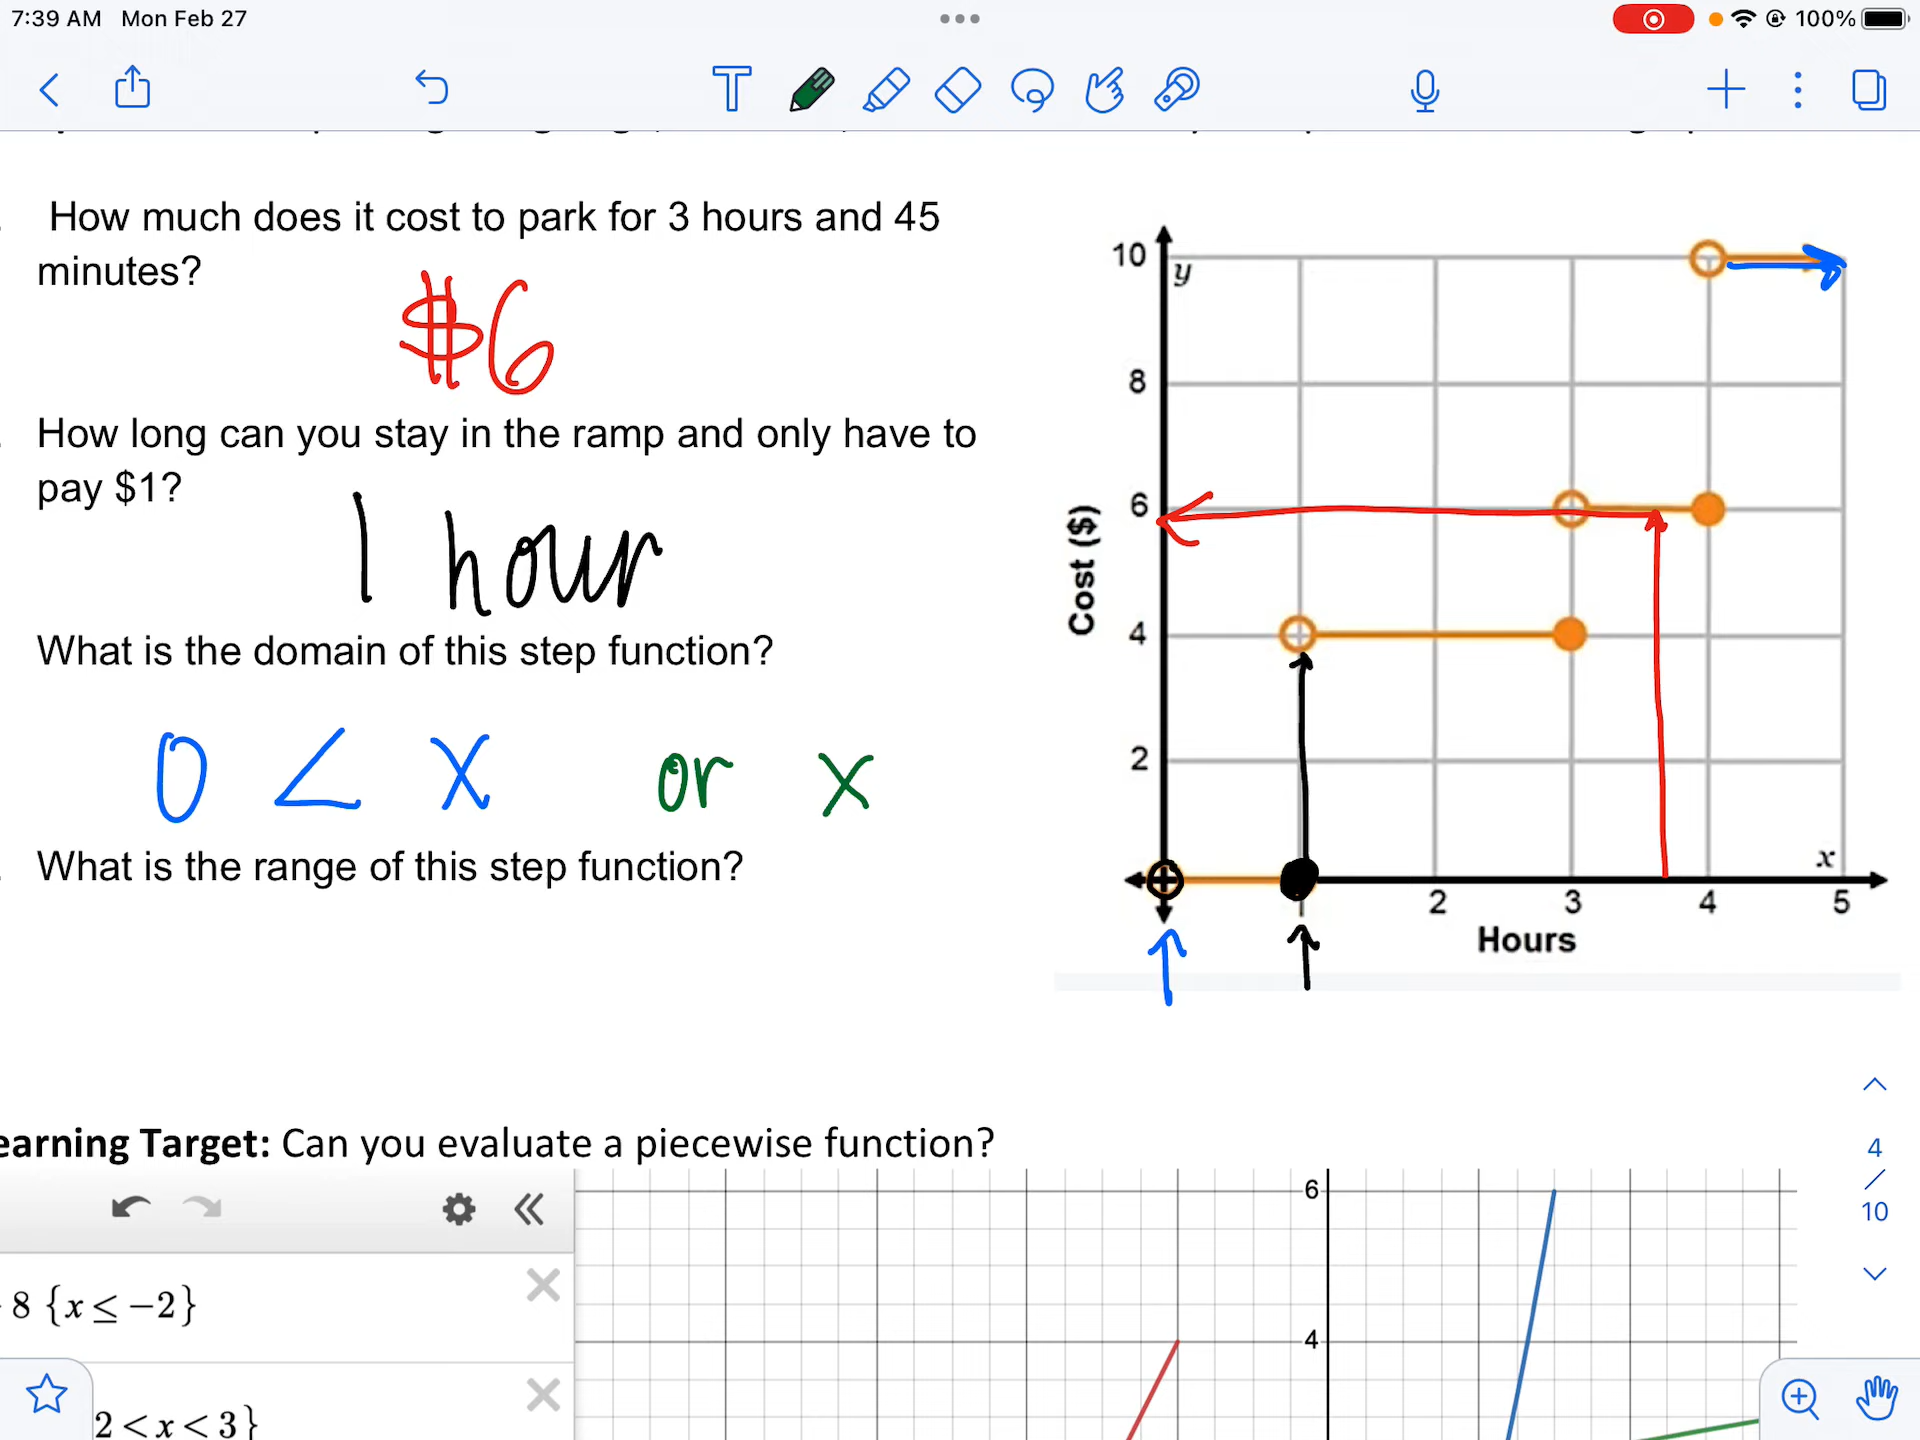 7:39 AM Mon Feb 27
100%
How much does it cost to park for 3 hours and 45
minutes?
$6
How long can you stay in the ramp and only have to
pay $1?
1 hour
What is the domain of this step function?
0 < x or x
What is the range of this step function?
10
y
8
6
4
2
Cost ($)
x
2 3 4 5
Hours
earning Target: Can you evaluate a piecewise function?
4
/
10
6
4
8 {x ≤ −2}
2 < x < 3}